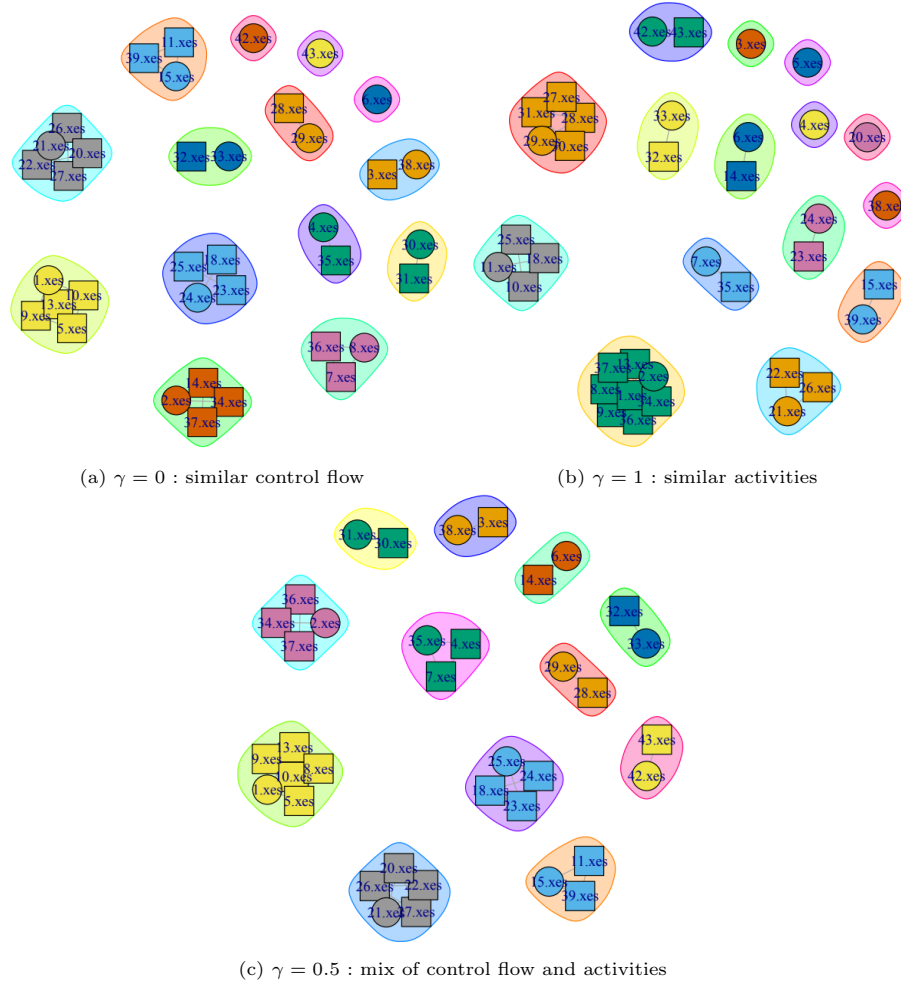 42.xes
11.xes
43.xes
39.xes
15.xes
6.xes
28.xes
26.xes
29.xes
21.xes
20.xes
32.xes
33.xes
22.xes
27.xes
38.xes
3.xes
4.xes
30.xes
35.xes
18.xes
25.xes
31.xes
1.xes
23.xes
24.xes
10.xes
13.xes
9.xes
5.xes
36.xes
8.xes
7.xes
14.xes
2.xes
34.xes
37.xes
42.xes
43.xes
3.xes
5.xes
27.xes
31.xes
28.xes
33.xes
4.xes
29.xes
30.xes
6.xes
20.xes
32.xes
14.xes
38.xes
24.xes
25.xes
18.xes
23.xes
11.xes
7.xes
10.xes
35.xes
15.xes
39.xes
13.xes
37.xes
2.xes
22.xes
8.xes
26.xes
1.xes
34.xes
9.xes
21.xes
36.xes
(a) γ = 0 : similar control flow
(b) γ = 1 : similar activities
38.xes
3.xes
31.xes
30.xes
6.xes
14.xes
36.xes
32.xes
34.xes
2.xes
37.xes
35.xes
4.xes
33.xes
7.xes
29.xes
28.xes
43.xes
13.xes
9.xes
8.xes
10.xes
1.xes
5.xes
25.xes
24.xes
18.xes
23.xes
42.xes
20.xes
26.xes
22.xes
21.xes
27.xes
11.xes
15.xes
39.xes
(c) γ = 0.5 : mix of control flow and activities